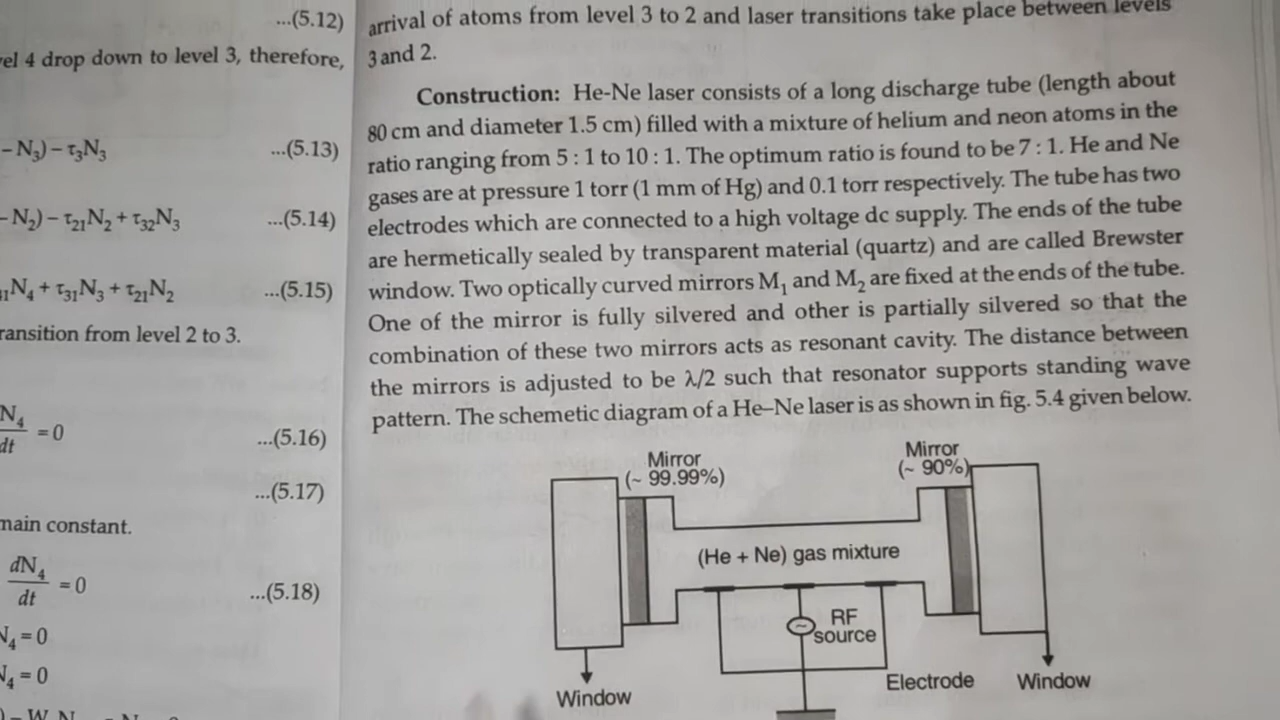 ...(5.12)
el 4 drop down to level 3, therefore,
– N₃) – τ₃N₃ ...(5.13)
– N₂) – τ₂₁N₂ + τ₃₂N₃ ...(5.14)
N₄ + τ₃₁N₃ + τ₂₁N₂ ...(5.15)
ransition from level 2 to 3.
N₄
dt = 0 ...(5.16)
...(5.17)
main constant.
dN₄
dt = 0 ...(5.18)
N₄ = 0
N₄ = 0
arrival of atoms from level 3 to 2 and laser transitions take place between levels
3 and 2.
Construction: He-Ne laser consists of a long discharge tube (length about
80 cm and diameter 1.5 cm) filled with a mixture of helium and neon atoms in the
ratio ranging from 5 : 1 to 10 : 1. The optimum ratio is found to be 7 : 1. He and Ne
gases are at pressure 1 torr (1 mm of Hg) and 0.1 torr respectively. The tube has two
electrodes which are connected to a high voltage dc supply. The ends of the tube
are hermetically sealed by transparent material (quartz) and are called Brewster
window. Two optically curved mirrors M₁ and M₂ are fixed at the ends of the tube.
One of the mirror is fully silvered and other is partially silvered so that the
combination of these two mirrors acts as resonant cavity. The distance between
the mirrors is adjusted to be λ/2 such that resonator supports standing wave
pattern. The schemetic diagram of a He–Ne laser is as shown in fig. 5.4 given below.
Mirror
(~ 99.99%)
Mirror
(~ 90%)
(He + Ne) gas mixture
RF
source
Electrode
Window
Window